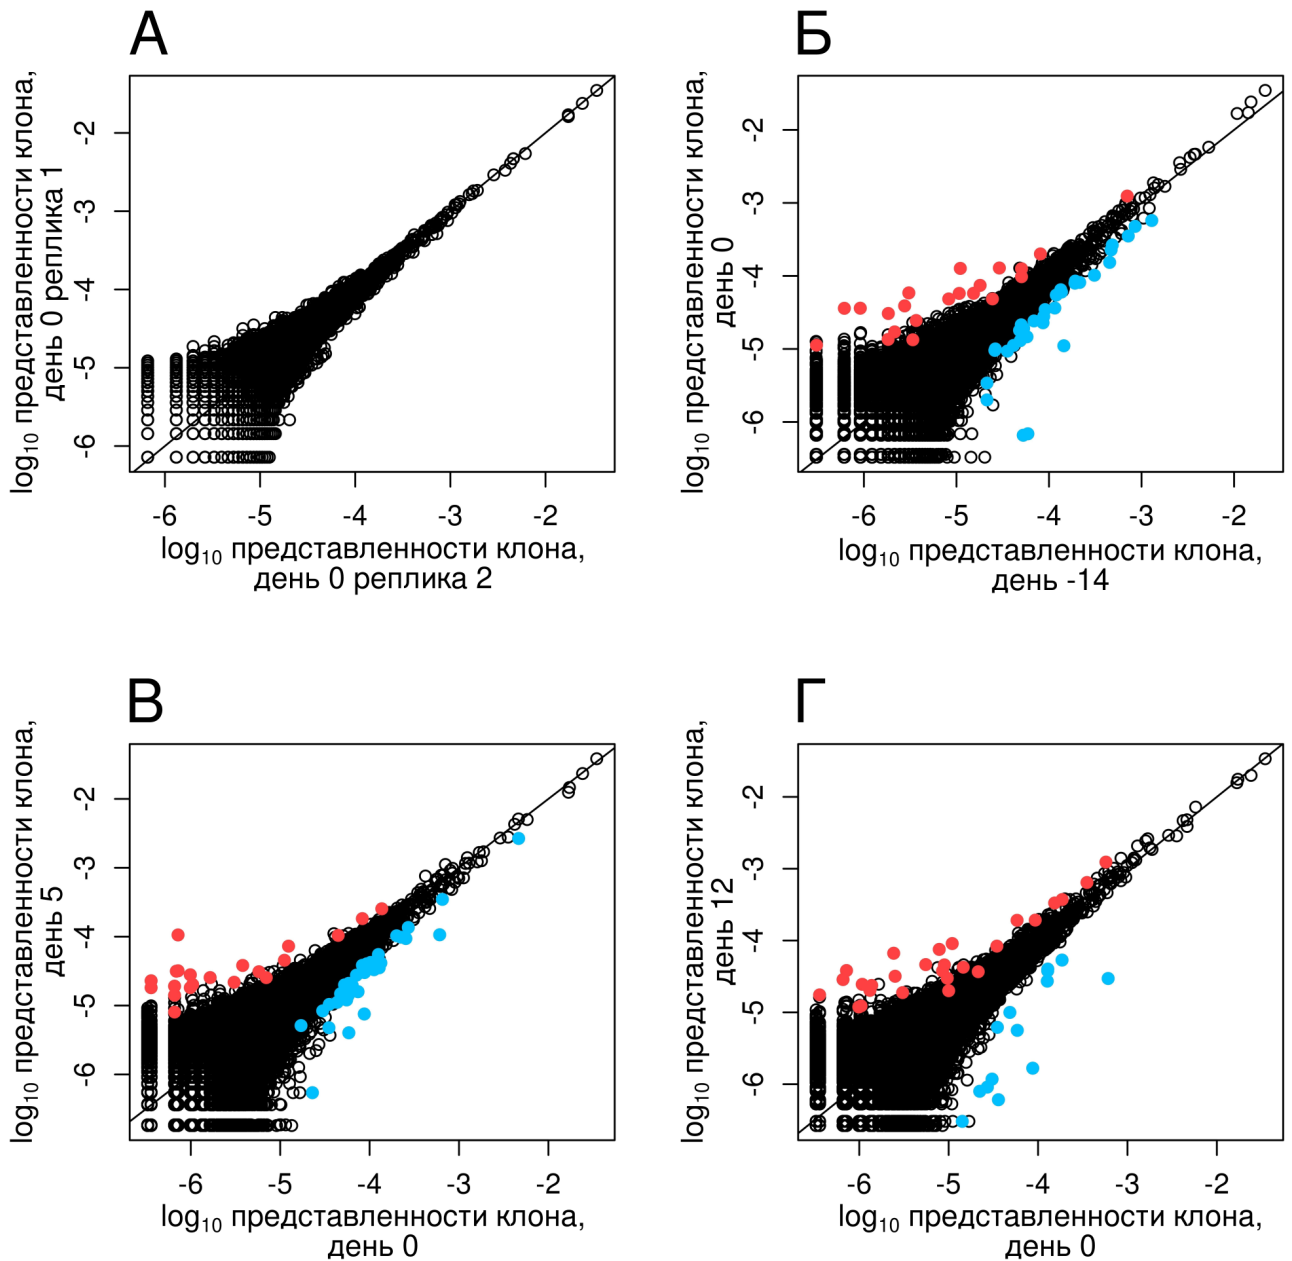 А
log10 представленности клона,
день 0 реплика 1
-2
-3
-4
-5
-6
-6 -5 -4 -3 -2
log10 представленности клона,
день 0 реплика 2
Б
log10 представленности клона,
день 0
-2
-3
-4
-5
-6
-6 -5 -4 -3 -2
log10 представленности клона,
день -14
В
log10 представленности клона,
день 5
-2
-3
-4
-5
-6
-6 -5 -4 -3 -2
log10 представленности клона,
день 0
Г
log10 представленности клона,
день 12
-2
-3
-4
-5
-6
-6 -5 -4 -3 -2
log10 представленности клона,
день 0